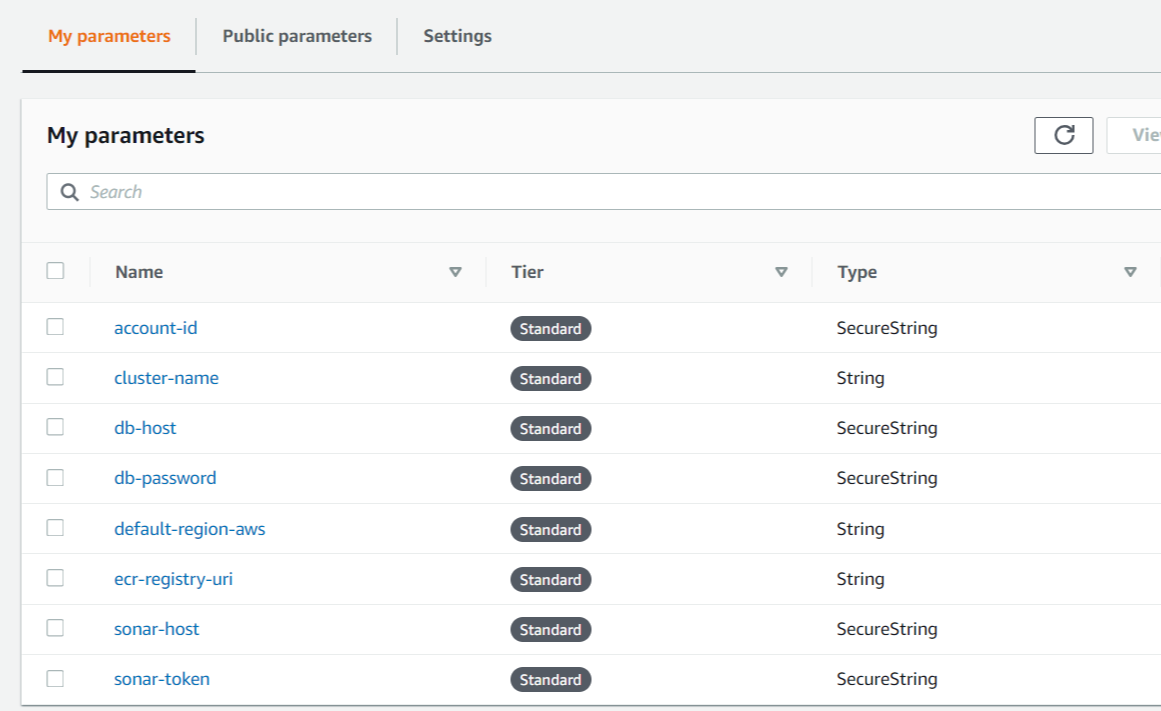 My parameters Public parameters Settings
My parameters
Search
Name Tier Type
account-id Standard SecureString
cluster-name Standard String
db-host Standard SecureString
db-password Standard SecureString
default-region-aws Standard String
ecr-registry-uri Standard String
sonar-host Standard SecureString
sonar-token Standard SecureString